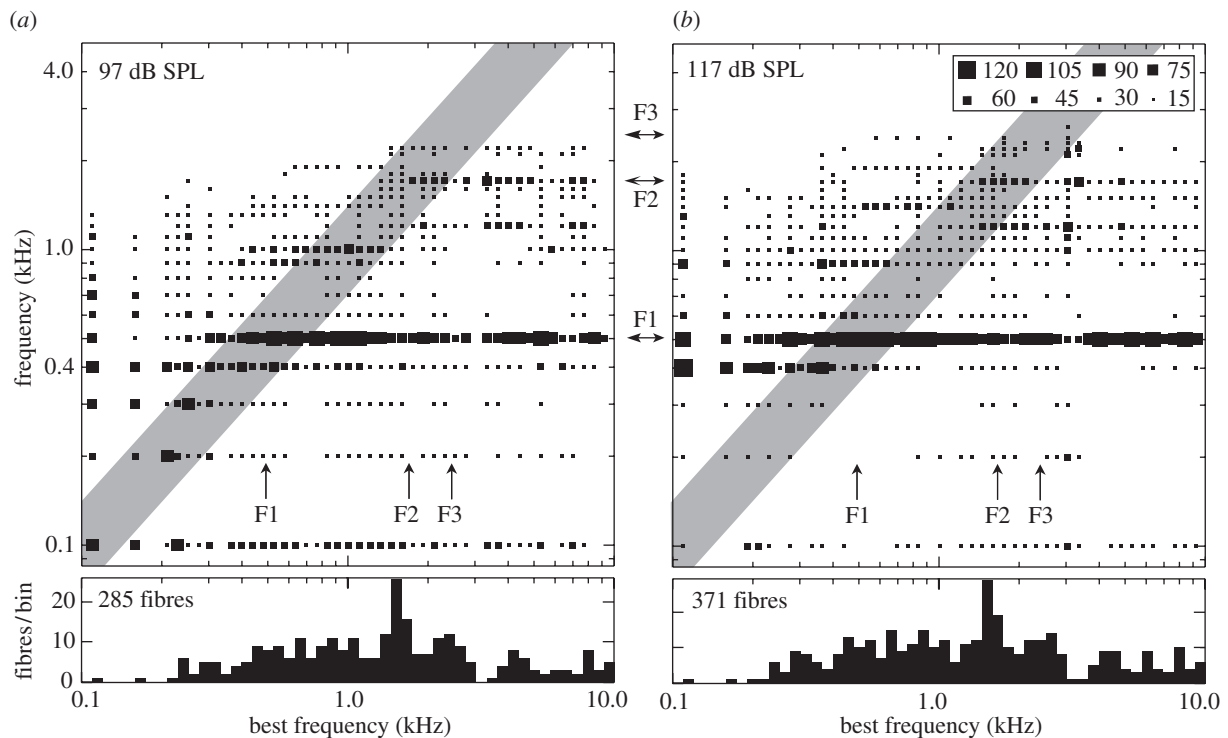 (a)
(b)
97 dB SPL
117 dB SPL
120 105 90 75
60 45 30 15
4.0
1.0
0.4
0.1
frequency (kHz)
F3
F2
F1
F1
F2
F3
F1
F2
F3
285 fibres
371 fibres
20
10
0
fibres/bin
0.1
1.0
10.0
0.1
1.0
10.0
best frequency (kHz)
best frequency (kHz)